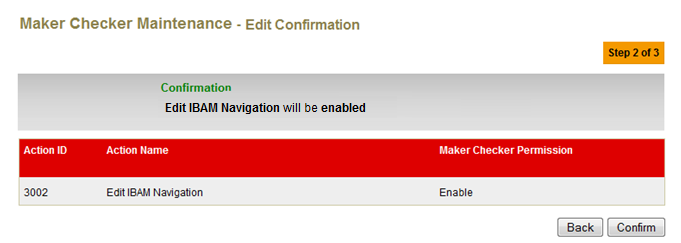 Maker Checker Maintenance - Edit Confirmation
Step 2 of 3
Confirmation
Edit IBAM Navigation will be enabled
Action ID Action Name Maker Checker Permission
3002 Edit IBAM Navigation Enable
Back Confirm